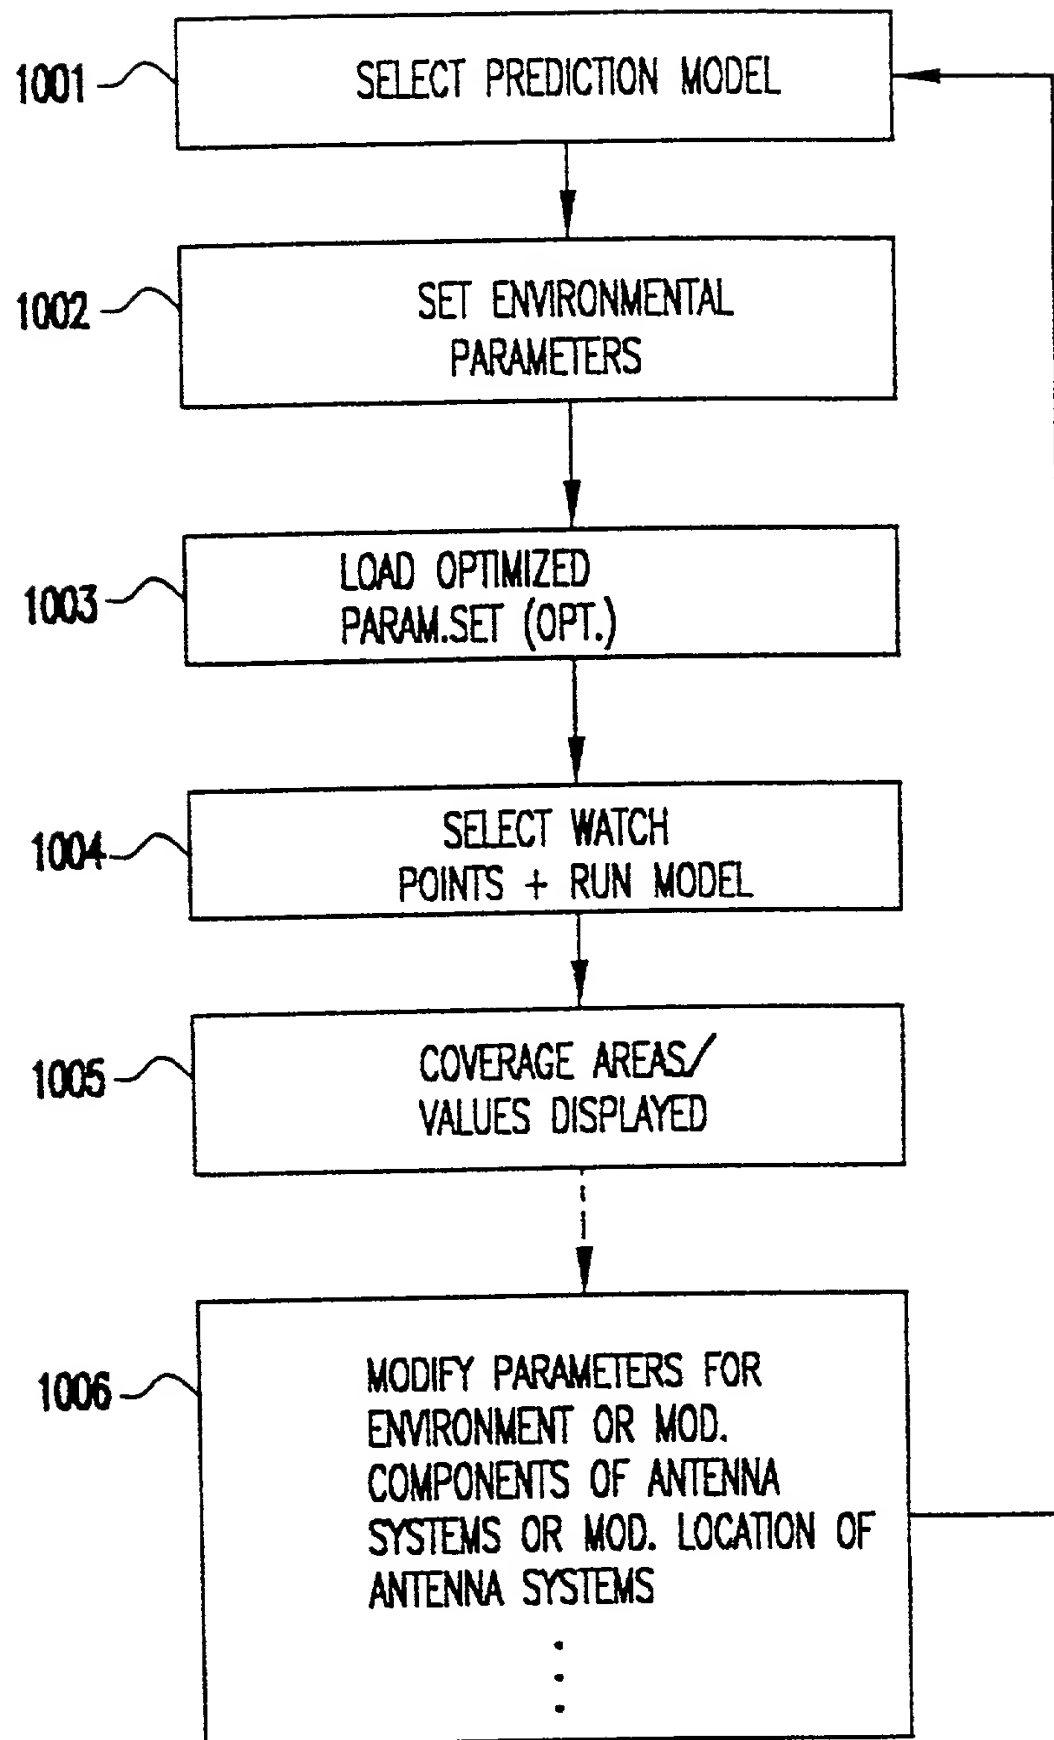 1001
SELECT PREDICTION MODEL
1002
SET ENVIRONMENTAL
PARAMETERS
1003
LOAD OPTIMIZED
PARAM.SET (OPT.)
1004
SELECT WATCH
POINTS + RUN MODEL
1005
COVERAGE AREAS/
VALUES DISPLAYED
1006
MODIFY PARAMETERS FOR
ENVIRONMENT OR MOD.
COMPONENTS OF ANTENNA
SYSTEMS OR MOD. LOCATION OF
ANTENNA SYSTEMS